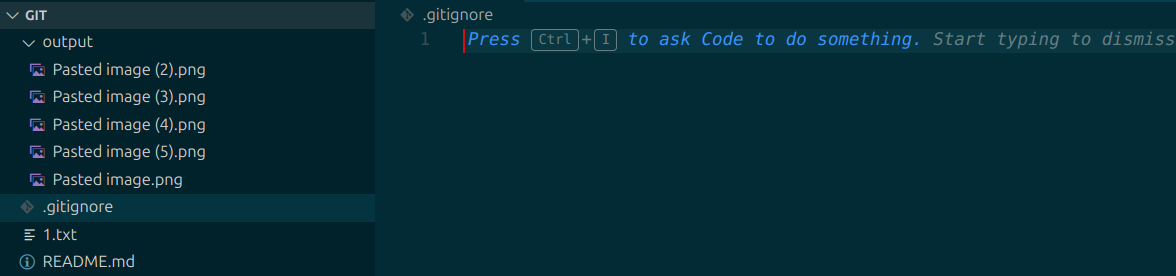 GIT
output
Pasted image (2).png
Pasted image (3).png
Pasted image (4).png
Pasted image (5).png
Pasted image.png
.gitignore
1.txt
README.md
.gitignore
1 Press Ctrl+I to ask Code to do something. Start typing to dismiss